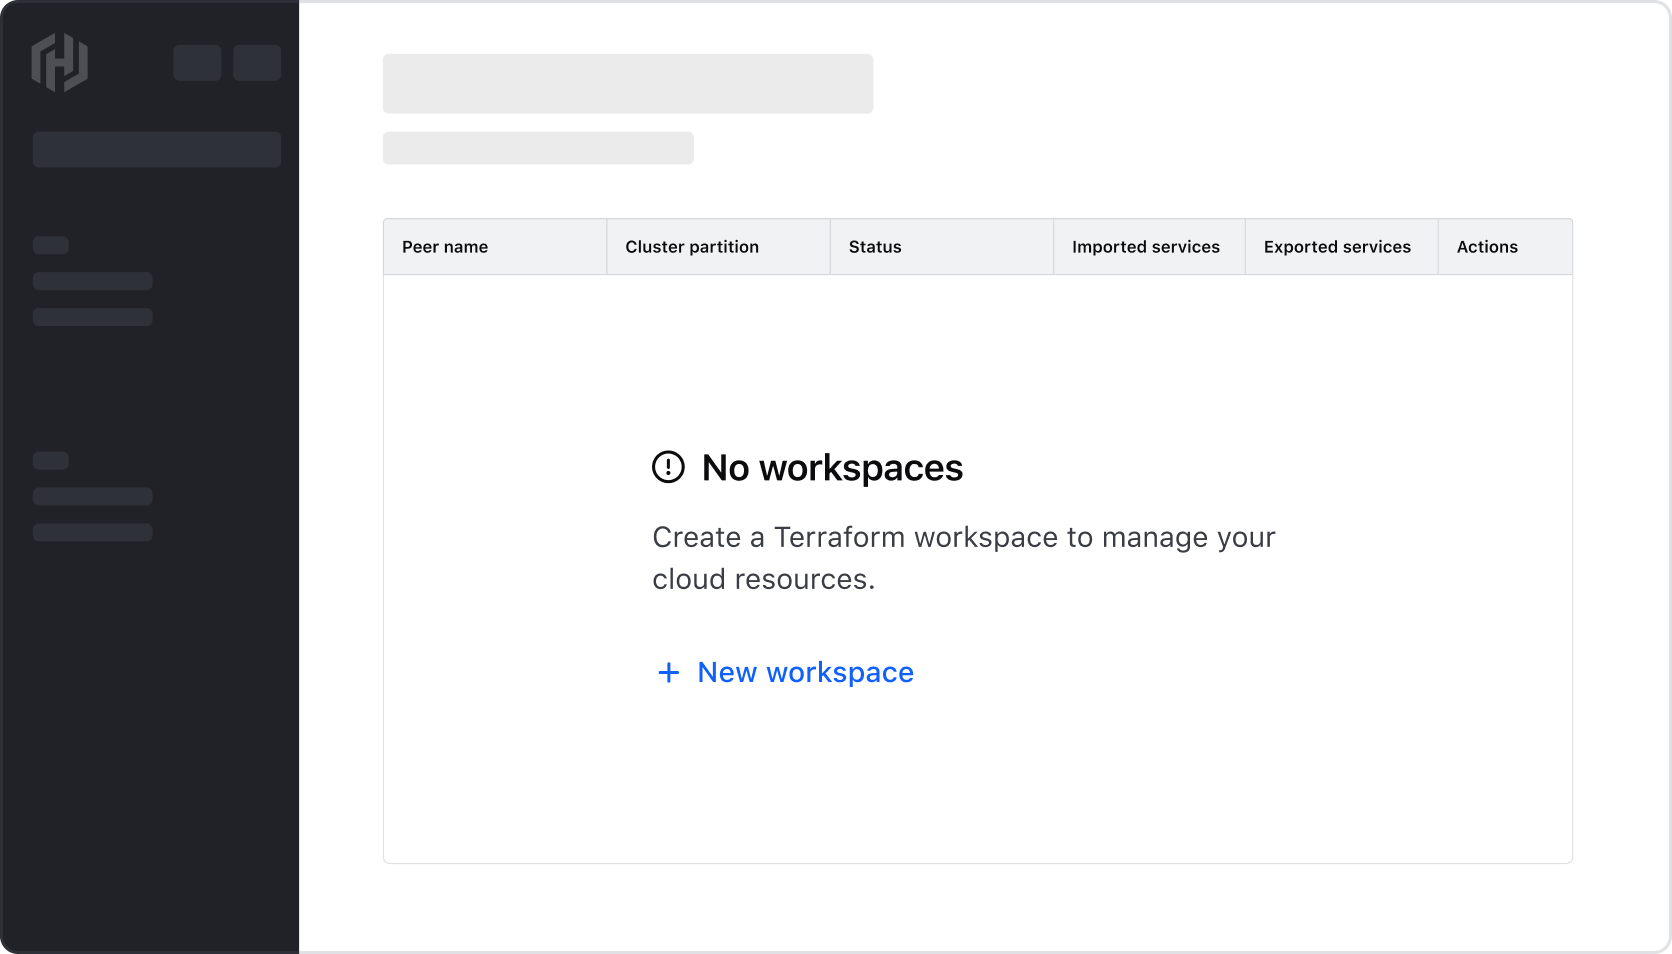 Peer name Cluster partition Status Imported services Exported services Actions
No workspaces
Create a Terraform workspace to manage your
cloud resources.
+ New workspace